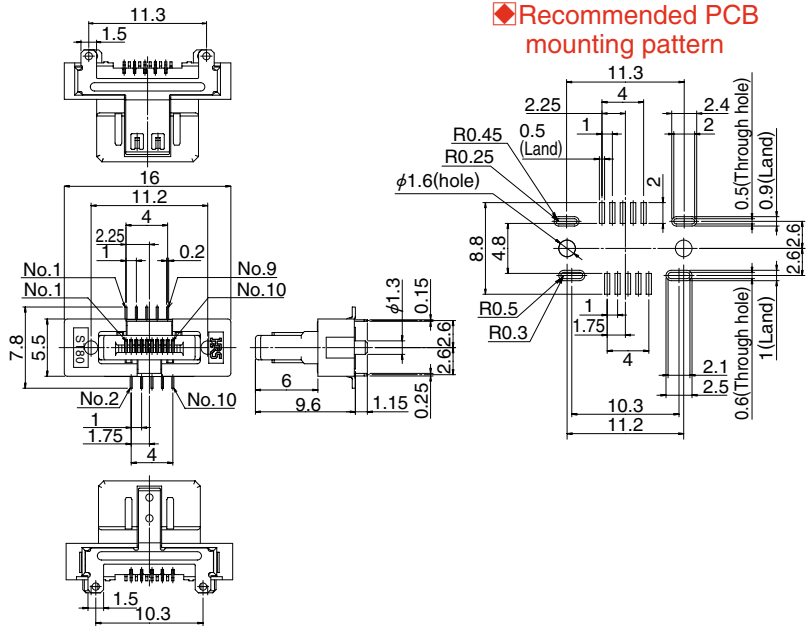 ◆Recommended PCB
mounting pattern
11.3
1.5
16
11.2
4
2.25
1
0.2
No.1
No.9
No.1
No.10
7.8
5.5
ST80
HRS
No.2
No.10
1
1.75
4
φ1.3
0.15
2.6
2.6
6
9.6
1.15
0.25
1.5
10.3
11.3
4
2.25
2.4
1
2
0.5
(Land)
R0.45
R0.25
φ1.6(hole)
2
0.5(Through hole)
0.9(Land)
8.8
4.8
2.6
2.6
R0.5
R0.3
1
1.75
4
0.6(Through hole)
1(Land)
2.1
2.5
10.3
11.2